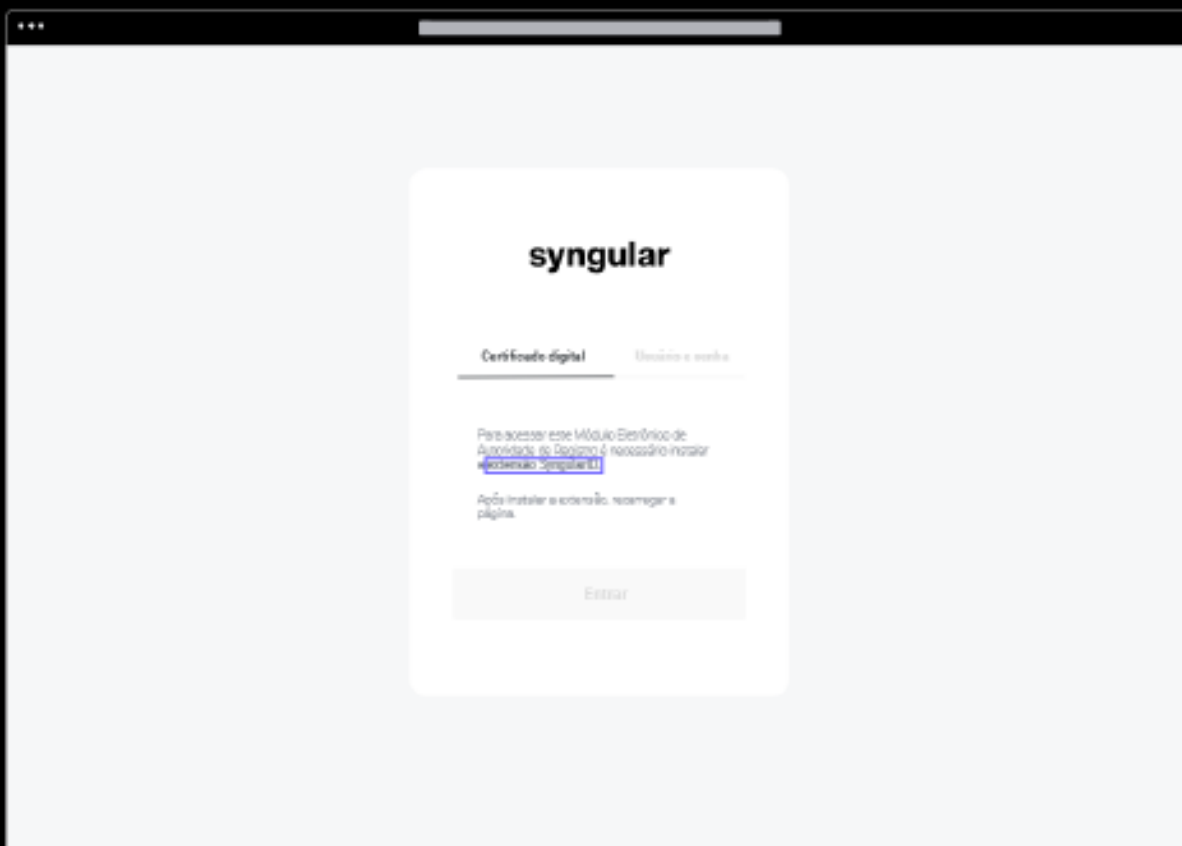 syngular
Certificado digital
Usuário e senha
Para acessar este Módulo Eletrônico de
Autoridade de Registro é necessário instalar
a extensão SyngularID.
Após instalar a extensão, recarregar a
página.
Entrar